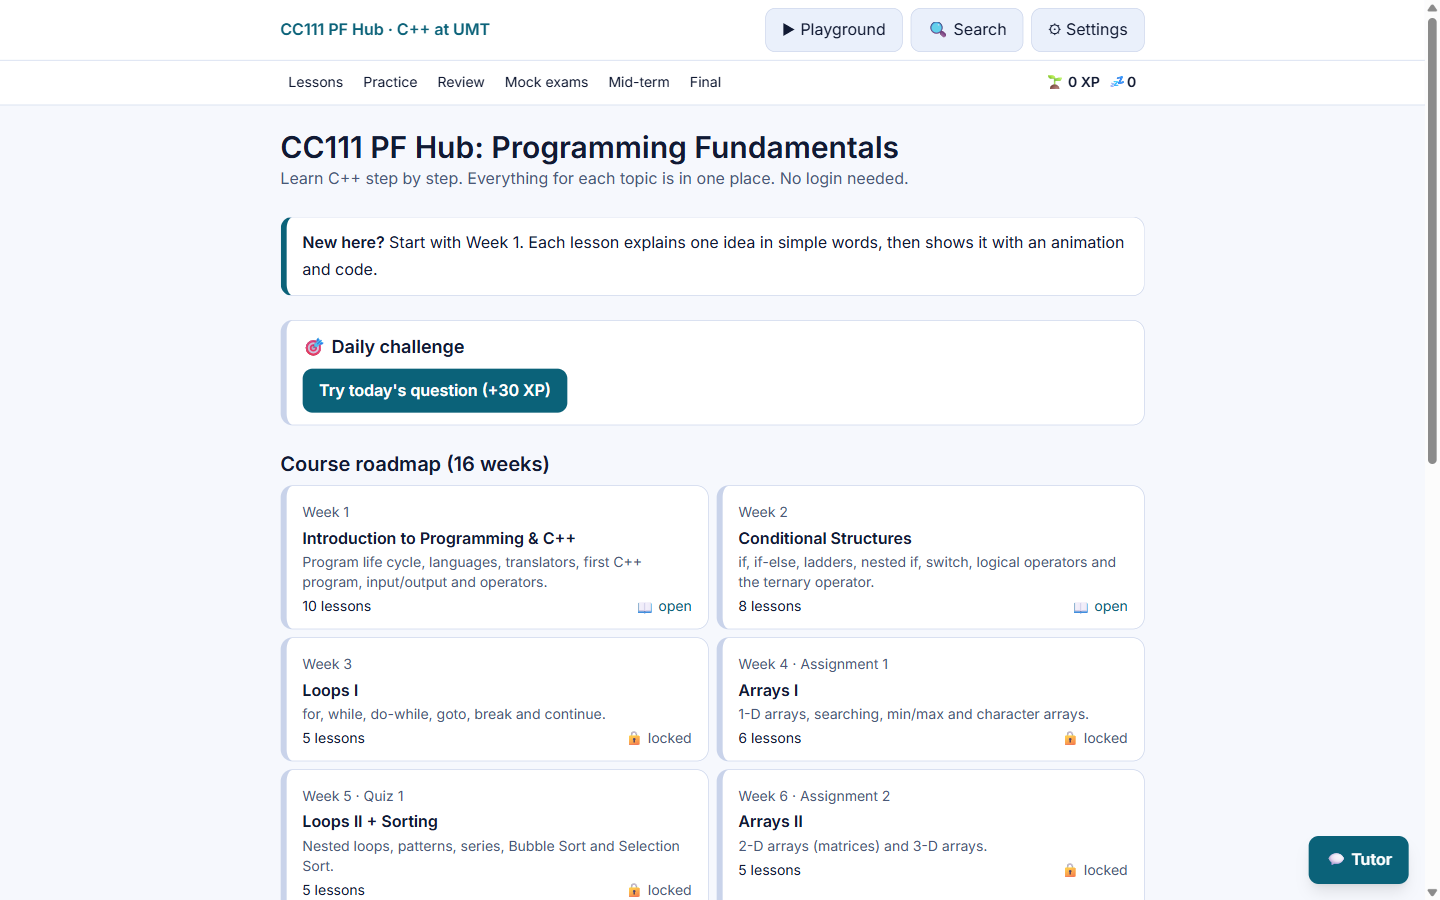 CC111 PF Hub · C++ at UMT
▶ Playground
🔍 Search
⚙ Settings
Lessons Practice Review Mock exams Mid-term Final
🌱 0 XP 💤 0
CC111 PF Hub: Programming Fundamentals
Learn C++ step by step. Everything for each topic is in one place. No login needed.
New here? Start with Week 1. Each lesson explains one idea in simple words, then shows it with an animation
and code.
🎯 Daily challenge
Try today's question (+30 XP)
Course roadmap (16 weeks)
Week 1
Introduction to Programming & C++
Program life cycle, languages, translators, first C++
program, input/output and operators.
10 lessons
📖 open
Week 2
Conditional Structures
if, if-else, ladders, nested if, switch, logical operators and
the ternary operator.
8 lessons
📖 open
Week 3
Loops I
for, while, do-while, goto, break and continue.
5 lessons
🔒 locked
Week 4 · Assignment 1
Arrays I
1-D arrays, searching, min/max and character arrays.
6 lessons
🔒 locked
Week 5 · Quiz 1
Loops II + Sorting
Nested loops, patterns, series, Bubble Sort and Selection
Sort.
5 lessons
🔒 locked
Week 6 · Assignment 2
Arrays II
2-D arrays (matrices) and 3-D arrays.
5 lessons
🔒 locked
💬 Tutor